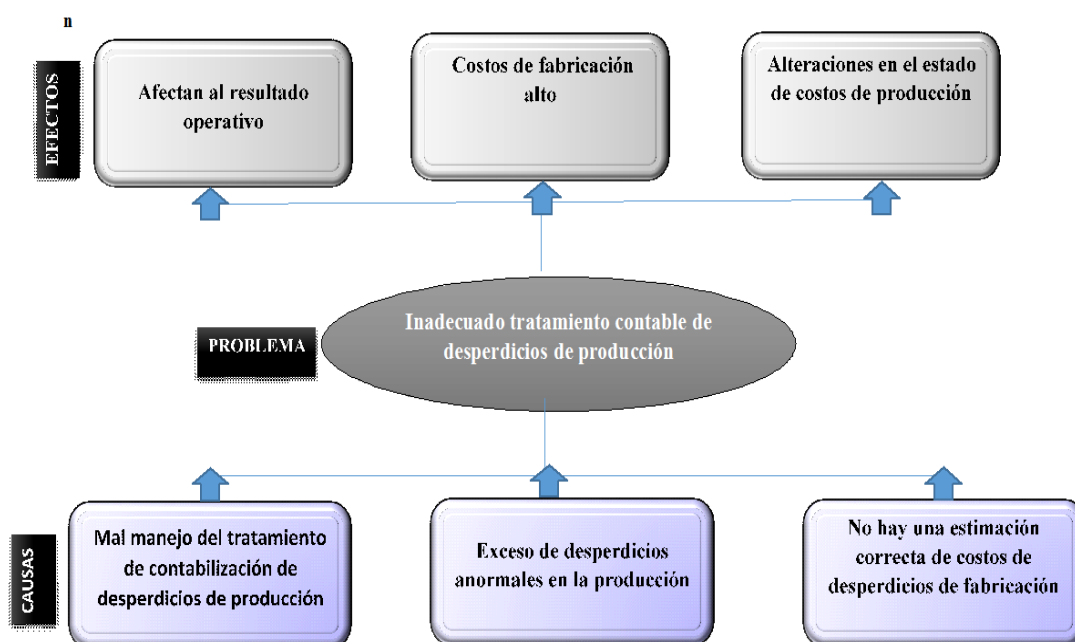 n
EFECTOS
Afectan al resultado
operativo
Costos de fabricación
alto
Alteraciones en el estado
de costos de producción
PROBLEMA
Inadecuado tratamiento contable de
desperdicios de producción
CAUSAS
Mal manejo del tratamiento
de contabilización de
desperdicios de producción
Exceso de desperdicios
anormales en la producción
No hay una estimación
correcta de costos de
desperdicios de fabricación